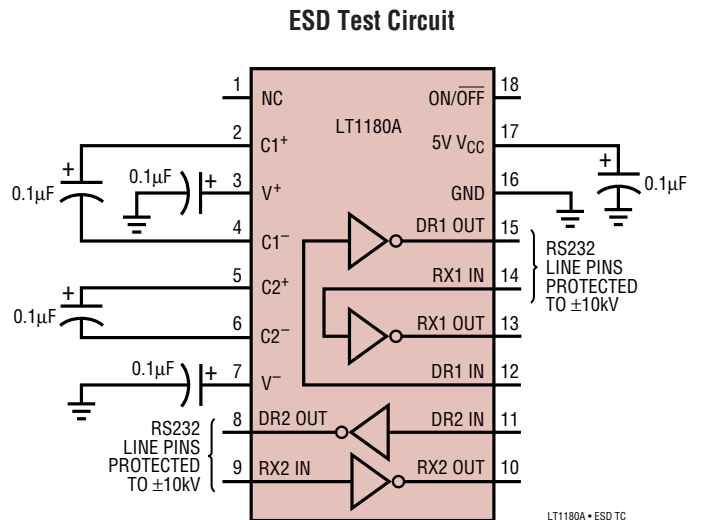 ESD Test Circuit
1 NC
ON/OFF 18
LT1180A
2 C1+
5V VCC 17
+
0.1µF
0.1µF +
3 V+
GND 16
+
0.1µF
4 C1–
DR1 OUT 15
RS232
LINE PINS
PROTECTED
TO ±10kV
5 C2+
RX1 IN 14
+
0.1µF
6 C2–
RX1 OUT 13
0.1µF +
7 V–
DR1 IN 12
RS232
LINE PINS
PROTECTED
TO ±10kV
8 DR2 OUT
DR2 IN 11
9 RX2 IN
RX2 OUT 10
LT1180A • ESD TC